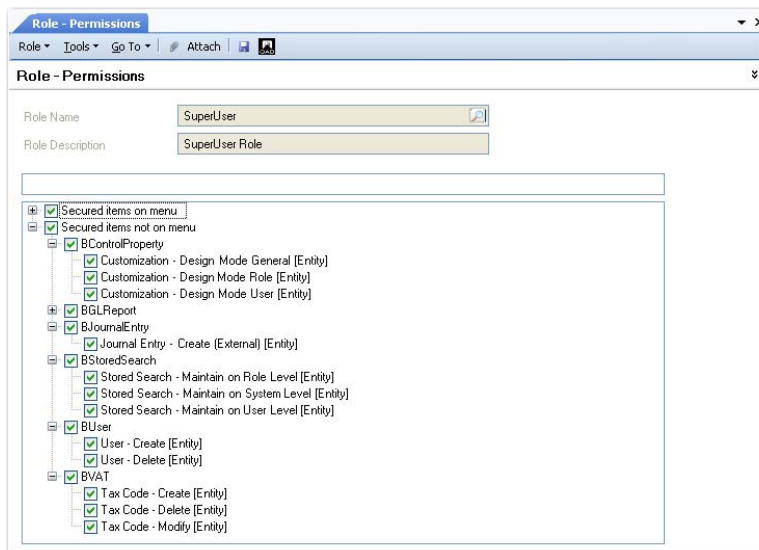 Role - Permissions
Role Tools Go To Attach QAD
Role - Permissions
Role Name SuperUser
Role Description SuperUser Role
Secured items on menu
Secured items not on menu
BControlProperty
Customization - Design Mode General [Entity]
Customization - Design Mode Role [Entity]
Customization - Design Mode User [Entity]
BGLReport
BJournalEntry
Journal Entry - Create (External) [Entity]
BStoredSearch
Stored Search - Maintain on Role Level [Entity]
Stored Search - Maintain on System Level [Entity]
Stored Search - Maintain on User Level [Entity]
BUser
User - Create [Entity]
User - Delete [Entity]
BVAT
Tax Code - Create [Entity]
Tax Code - Delete [Entity]
Tax Code - Modify [Entity]